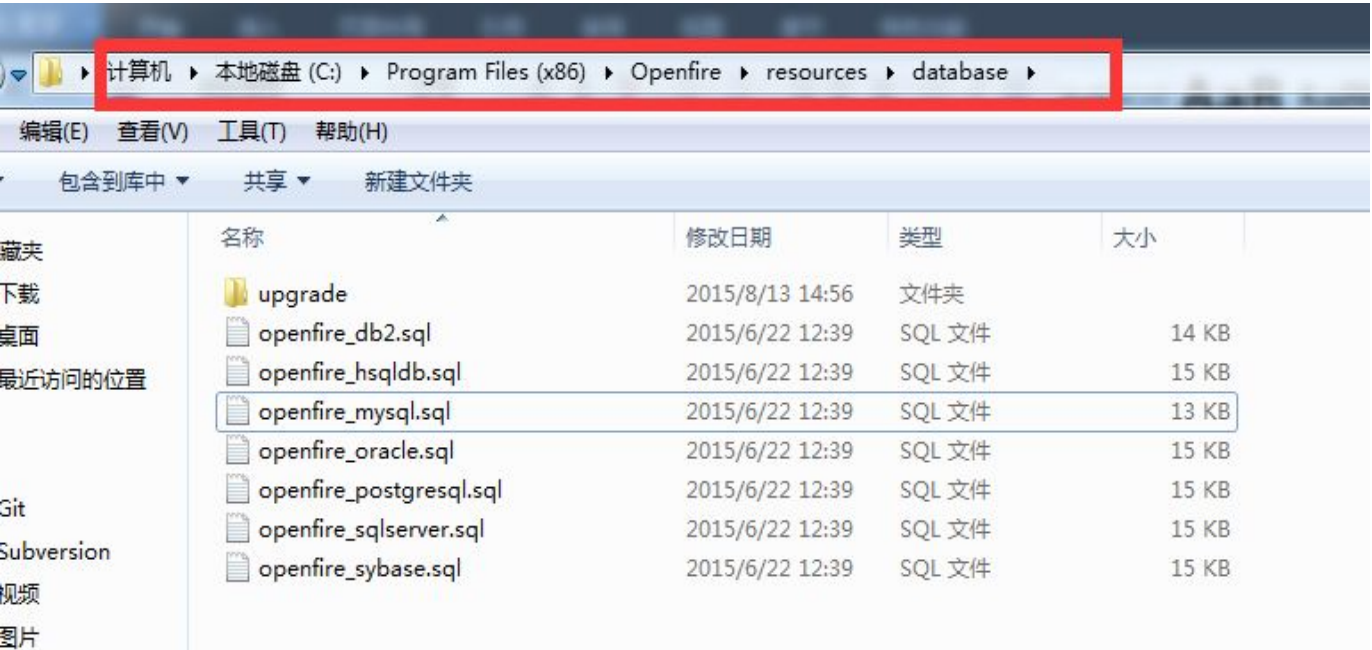 计算机 本地磁盘 (C:) Program Files (x86) Openfire resources database
编辑(E) 查看(V) 工具(T) 帮助(H)
包含到库中 共享 新建文件夹
名称 修改日期 类型 大小
藏夹
下载
桌面
最近访问的位置
Git
Subversion
视频
图片
upgrade 2015/8/13 14:56 文件夹
openfire_db2.sql 2015/6/22 12:39 SQL 文件 14 KB
openfire_hsqldb.sql 2015/6/22 12:39 SQL 文件 15 KB
openfire_mysql.sql 2015/6/22 12:39 SQL 文件 13 KB
openfire_oracle.sql 2015/6/22 12:39 SQL 文件 15 KB
openfire_postgresql.sql 2015/6/22 12:39 SQL 文件 15 KB
openfire_sqlserver.sql 2015/6/22 12:39 SQL 文件 15 KB
openfire_sybase.sql 2015/6/22 12:39 SQL 文件 15 KB